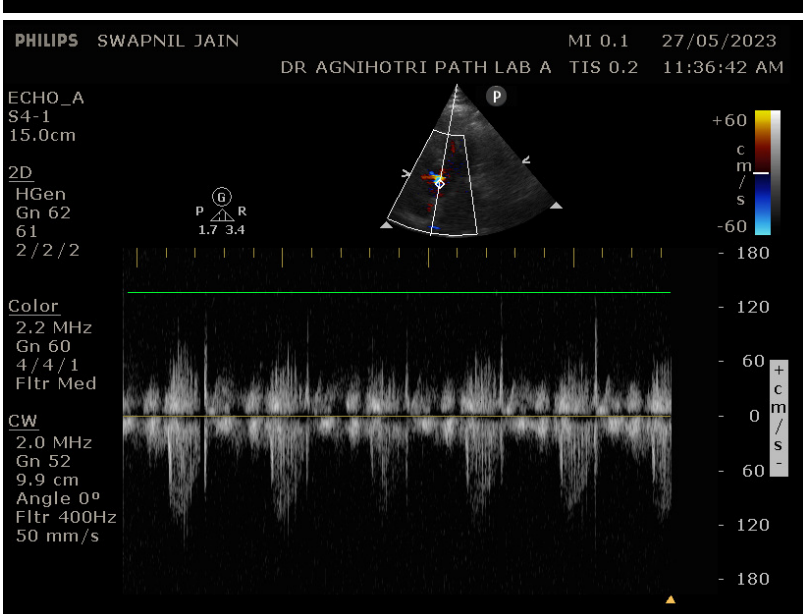 PHILIPS SWAPNIL JAIN MI 0.1 27/05/2023
DR AGNIHOTRI PATH LAB A TIS 0.2 11:36:42 AM
ECHO_A
S4-1
15.0cm
2D
HGen
Gn 62
61
2/2/2
P
G
P R
1.7 3.4
+60
cm/s
-60
Color
2.2 MHz
Gn 60
4/4/1
Fltr Med
CW
2.0 MHz
Gn 52
9.9 cm
Angle 0º
Fltr 400Hz
50 mm/s
- 180
- 120
- 60
- 0
- 60
- 120
- 180
+
cm/s
-